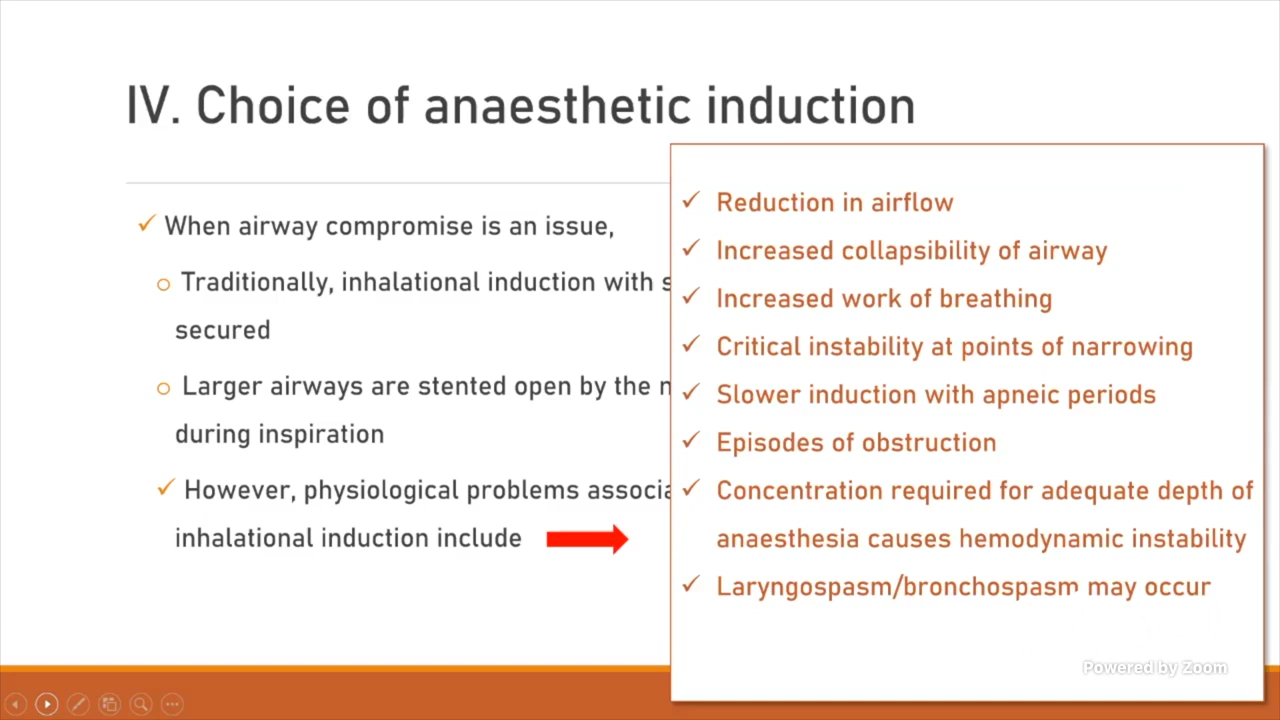 IV. Choice of anaesthetic induction
✓ When airway compromise is an issue,
o Traditionally, inhalational induction with
secured
o Larger airways are stented open by the
during inspiration
✓ However, physiological problems
inhalational induction include
✓ Reduction in airflow
✓ Increased collapsibility of airway
✓ Increased work of breathing
✓ Critical instability at points of narrowing
✓ Slower induction with apneic periods
✓ Episodes of obstruction
✓ Concentration required for adequate depth of
anaesthesia causes hemodynamic instability
✓ Laryngospasm/bronchospasm may occur
Powered by Zoom